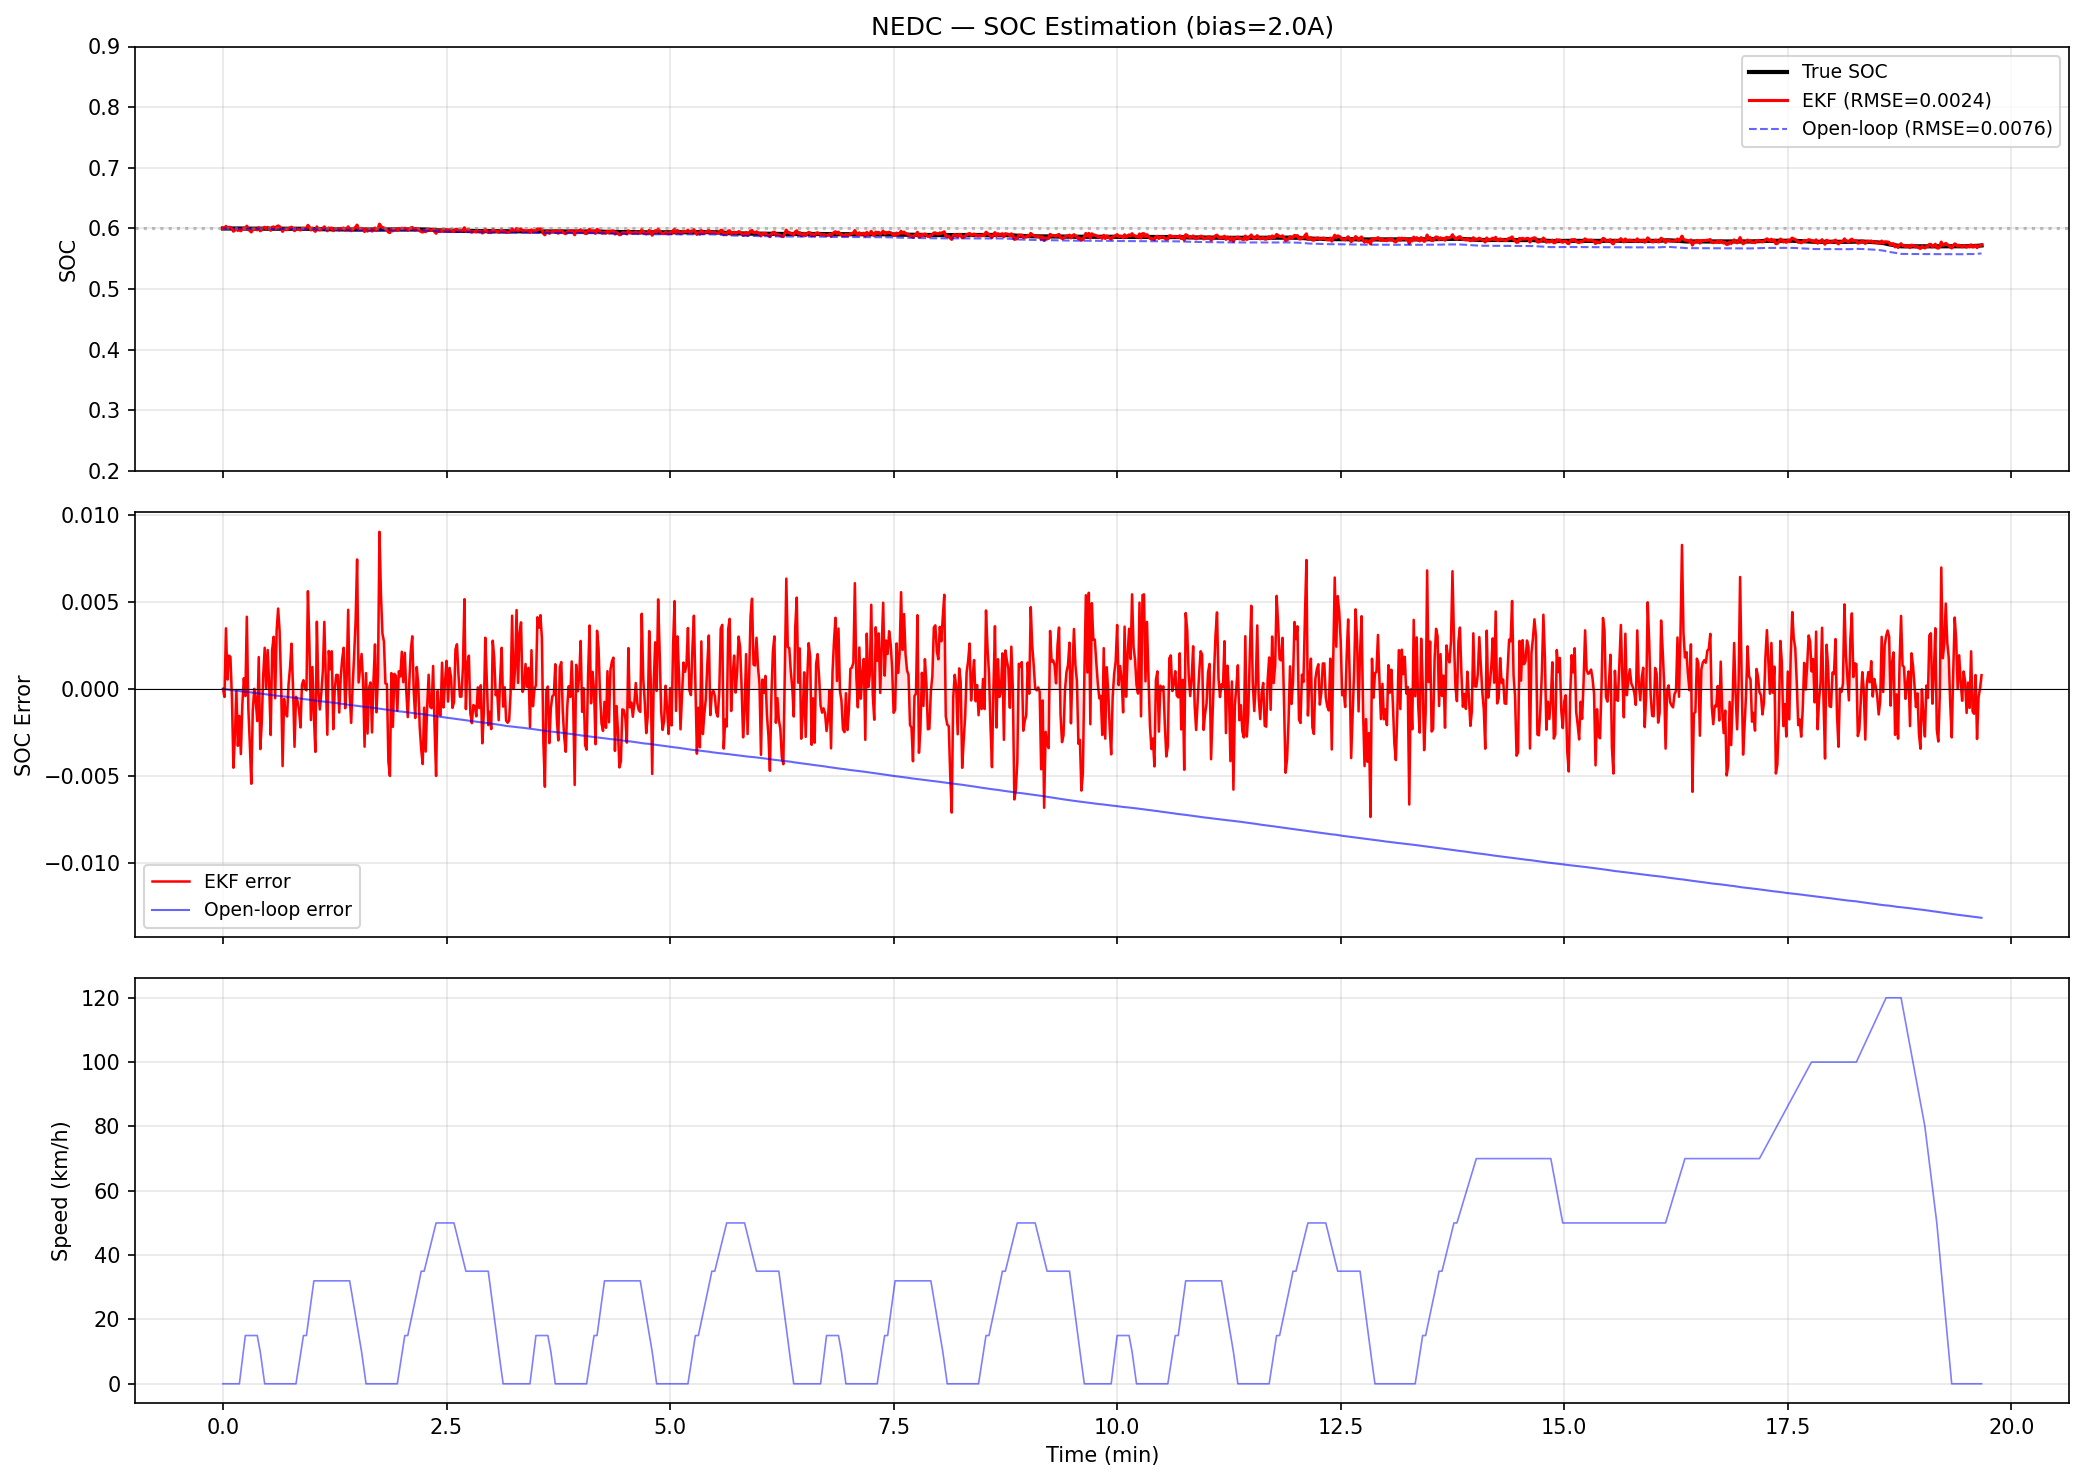 NEDC — SOC Estimation (bias=2.0A)
0.9
0.8
0.7
0.6
0.5
0.4
0.3
0.2
SOC
True SOC
EKF (RMSE=0.0024)
Open-loop (RMSE=0.0076)
0.010
0.005
0.000
−0.005
−0.010
SOC Error
EKF error
Open-loop error
120
100
80
60
40
20
0
Speed (km/h)
0.0 2.5 5.0 7.5 10.0 12.5 15.0 17.5 20.0
Time (min)